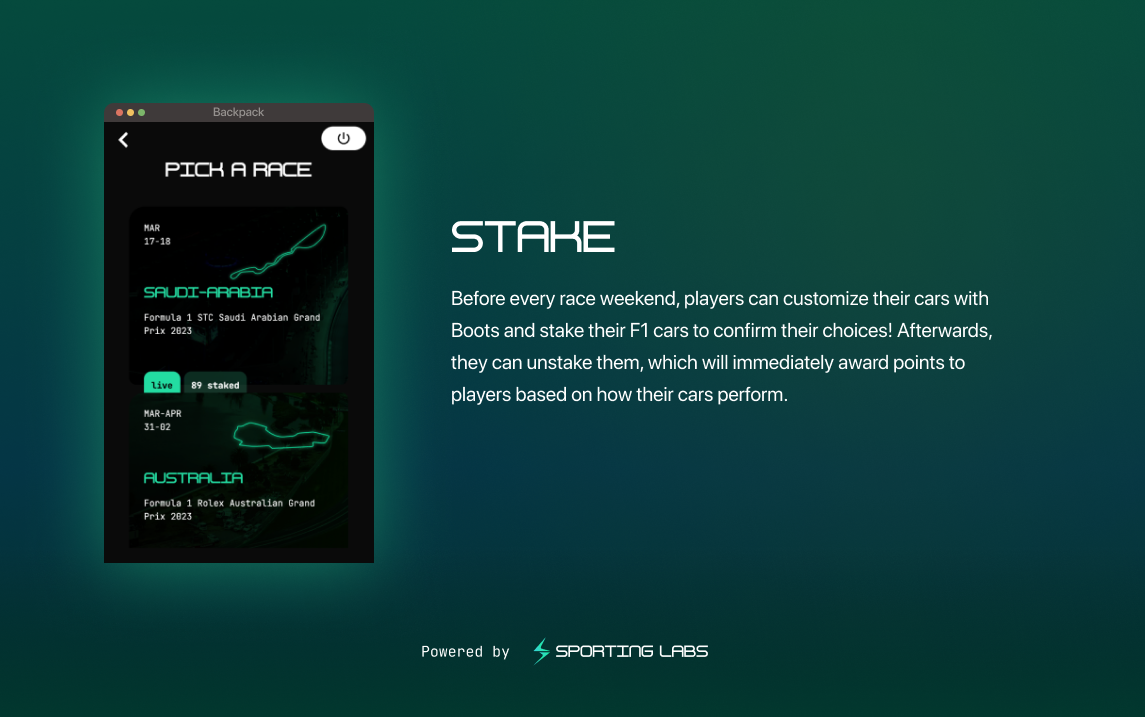 Backpack
PICK A RACE
MAR
17-18
SAUDI-ARABIA
Formula 1 STC Saudi Arabian Grand
Prix 2023
live
89 staked
MAR-APR
31-02
AUSTRALIA
Formula 1 Rolex Australian Grand
Prix 2023
STAKE
Before every race weekend, players can customize their cars with
Boots and stake their F1 cars to confirm their choices! Afterwards,
they can unstake them, which will immediately award points to
players based on how their cars perform.
Powered by SPORTING LABS